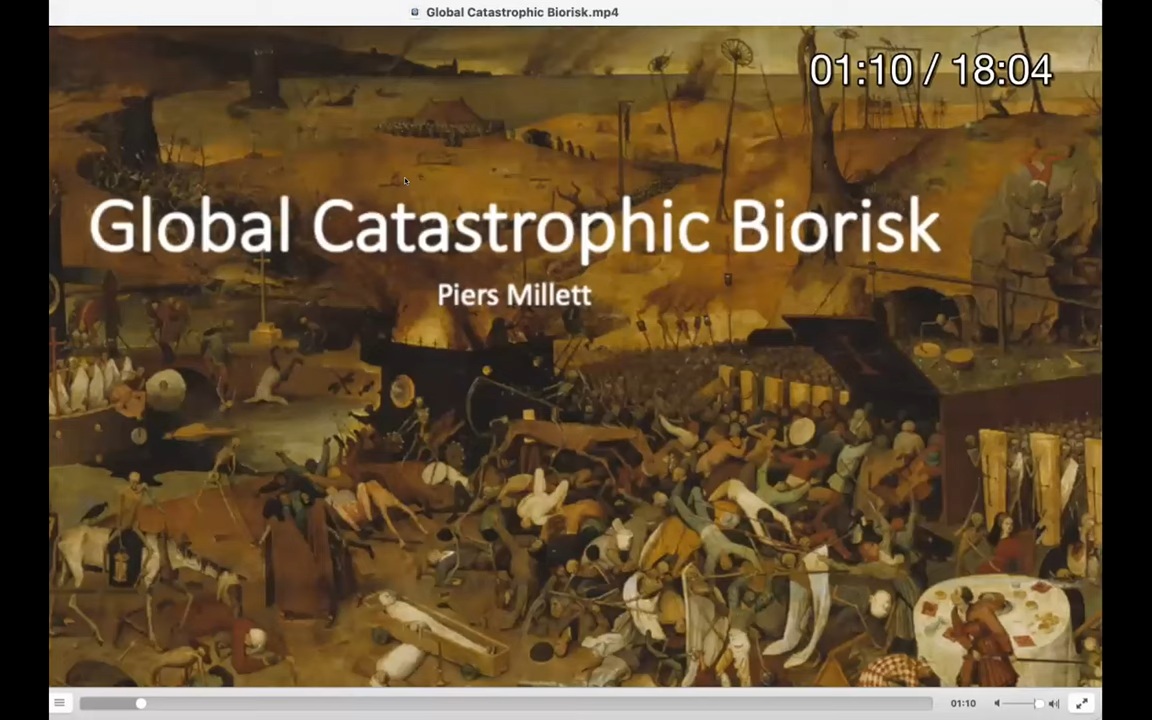 Global Catastrophic Biorisk.mp4
01:10 / 18:04
Global Catastrophic Biorisk
Piers Millett
01:10